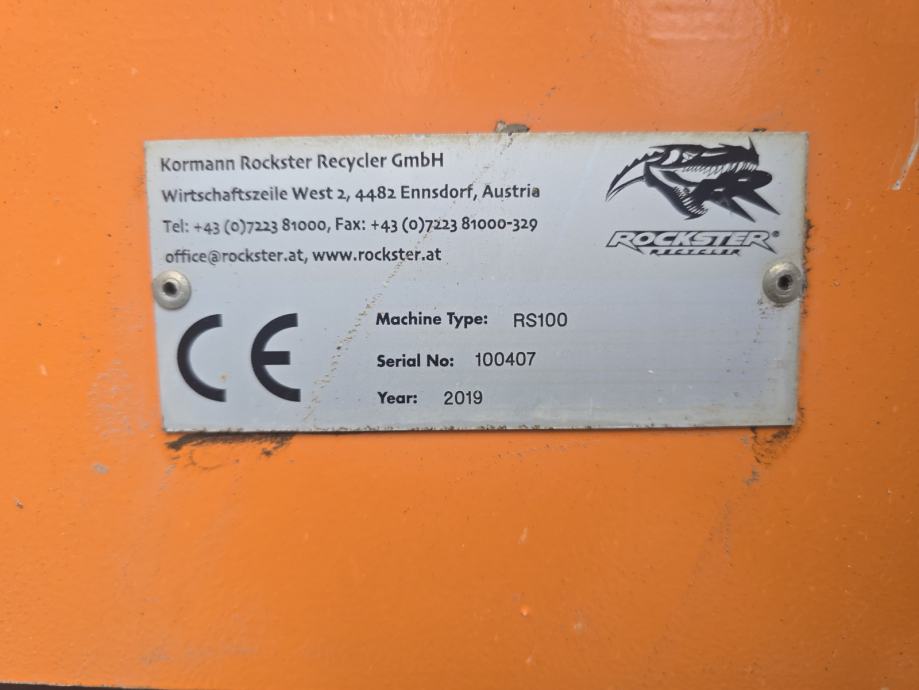 Kormann Rockster Recycler GmbH
Wirtschaftszeile West 2, 4482 Ennsdorf, Austria
Tel: +43 (0)7223 81000, Fax: +43 (0)7223 81000-329
office@rockster.at, www.rockster.at
ROCKSTER®
RECYCLER
CE
Machine Type: RS100
Serial No: 100407
Year: 2019